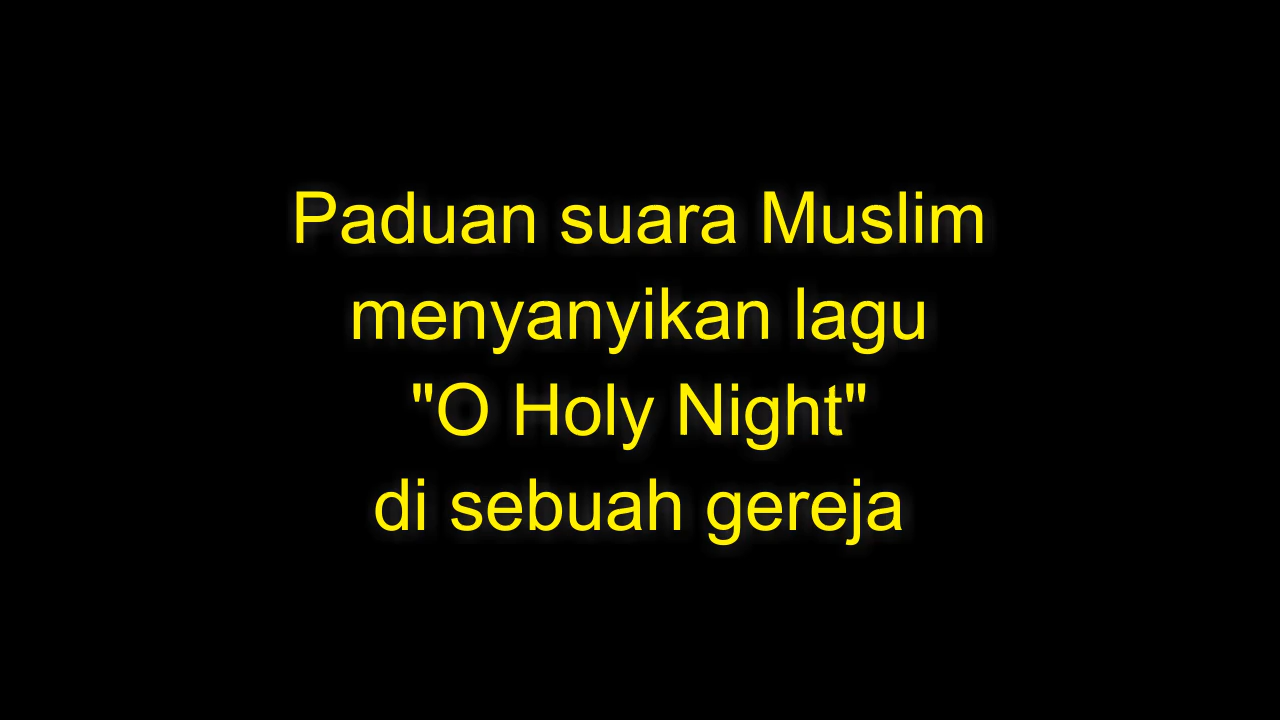 Paduan suara Muslim
menyanyikan lagu
"O Holy Night"
di sebuah gereja